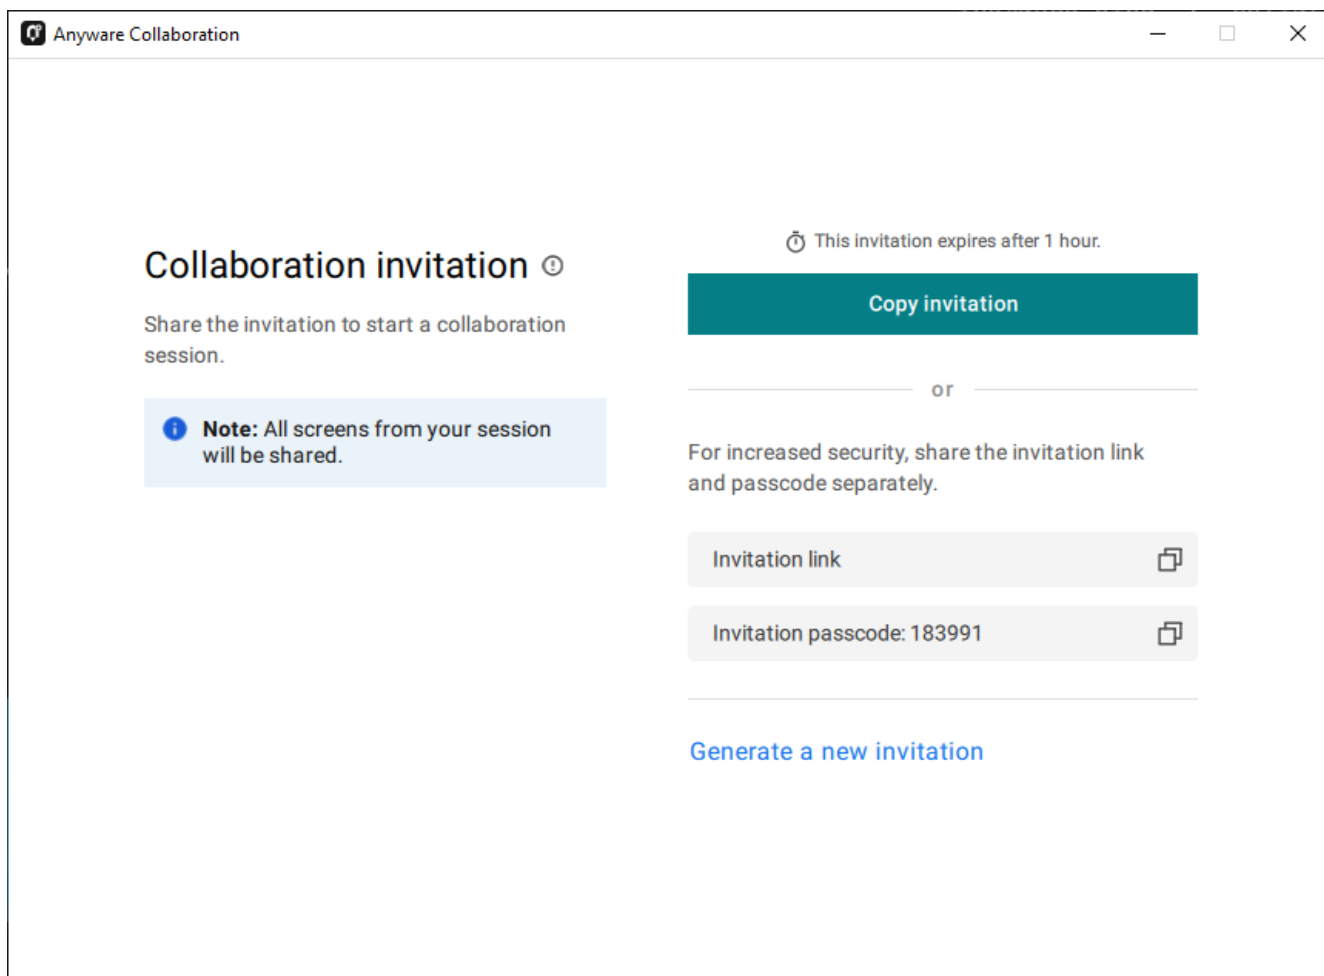 Anyware Collaboration
Collaboration invitation
Share the invitation to start a collaboration
session.
Note: All screens from your session
will be shared.
This invitation expires after 1 hour.
Copy invitation
or
For increased security, share the invitation link
and passcode separately.
Invitation link
Invitation passcode: 183991
Generate a new invitation